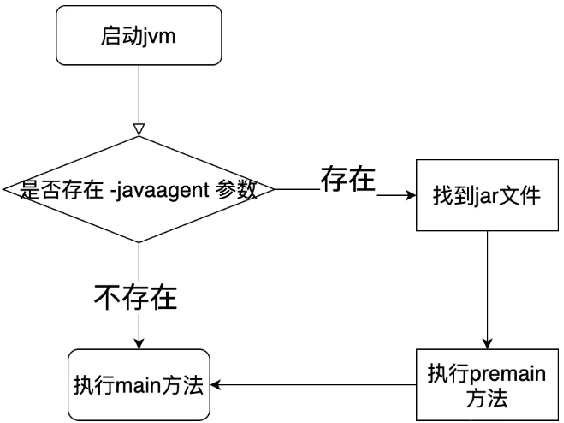 启动jvm
是否存在 -javaagent 参数
存在
找到jar文件
不存在
执行main方法
执行premain
方法